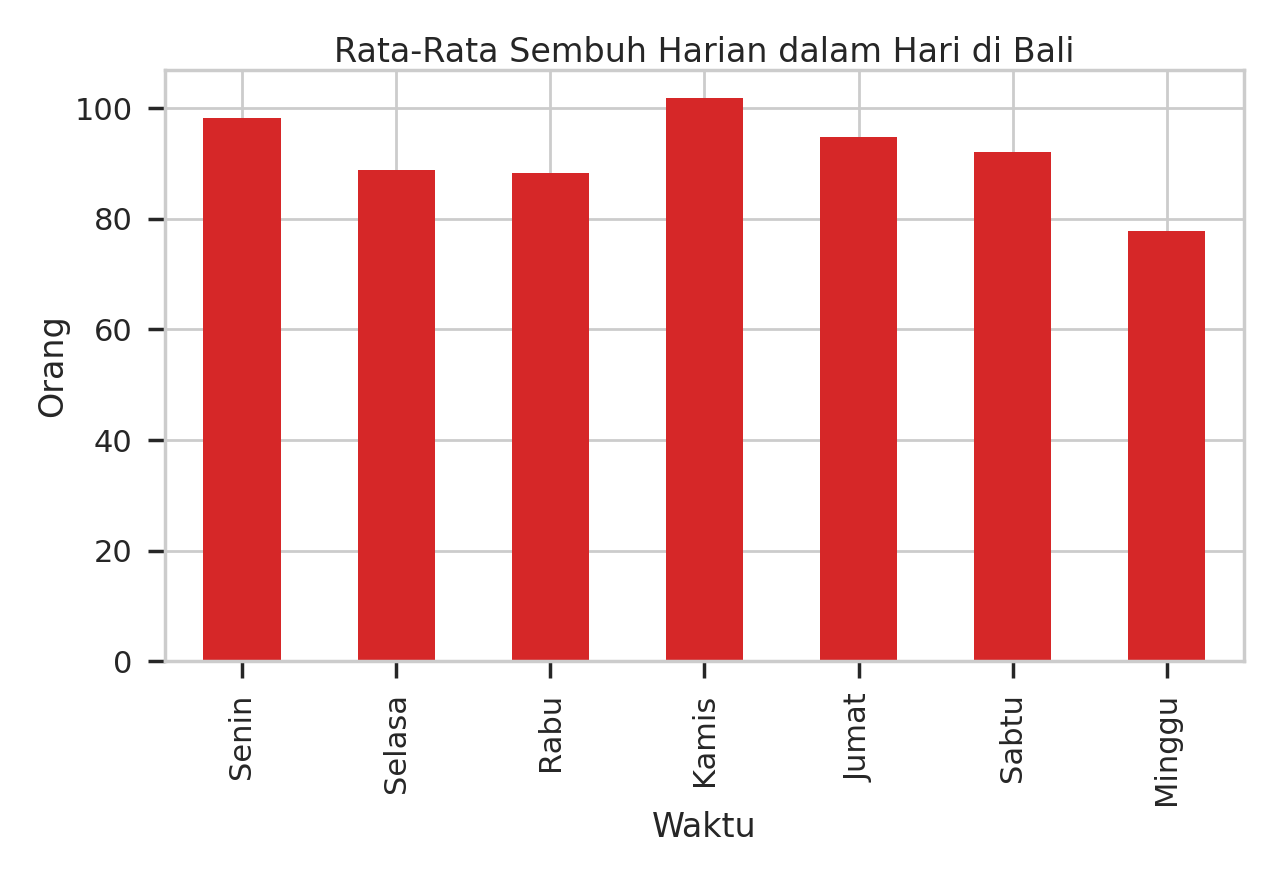 Rata-Rata Sembuh Harian dalam Hari di Bali
100
80
60
40
20
0
Orang
Senin
Selasa
Rabu
Kamis
Jumat
Sabtu
Minggu
Waktu